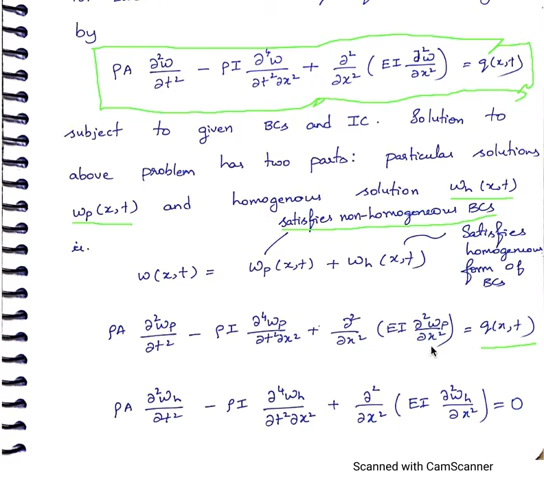 by
ρA ∂²w/∂t² − ρI ∂⁴w/∂t²∂x² + ∂²/∂x² (EI ∂²w/∂x²) = q(x,t)
subject to given BCs and IC. Solution to
above problem has two parts: particular solutions
wp(x,t) and homogenous solution wh(x,t)
satisfies non-homogeneous BCs
ie.
w(x,t) = wp(x,t) + wh(x,t)
Satisfies
homogeneous
form of
BCs
ρA ∂²wp/∂t² − ρI ∂⁴wp/∂t²∂x² + ∂²/∂x² (EI ∂²wp/∂x²) = q(x,t)
ρA ∂²wh/∂t² − ρI ∂⁴wh/∂t²∂x² + ∂²/∂x² (EI ∂²wh/∂x²) = 0
Scanned with CamScanner